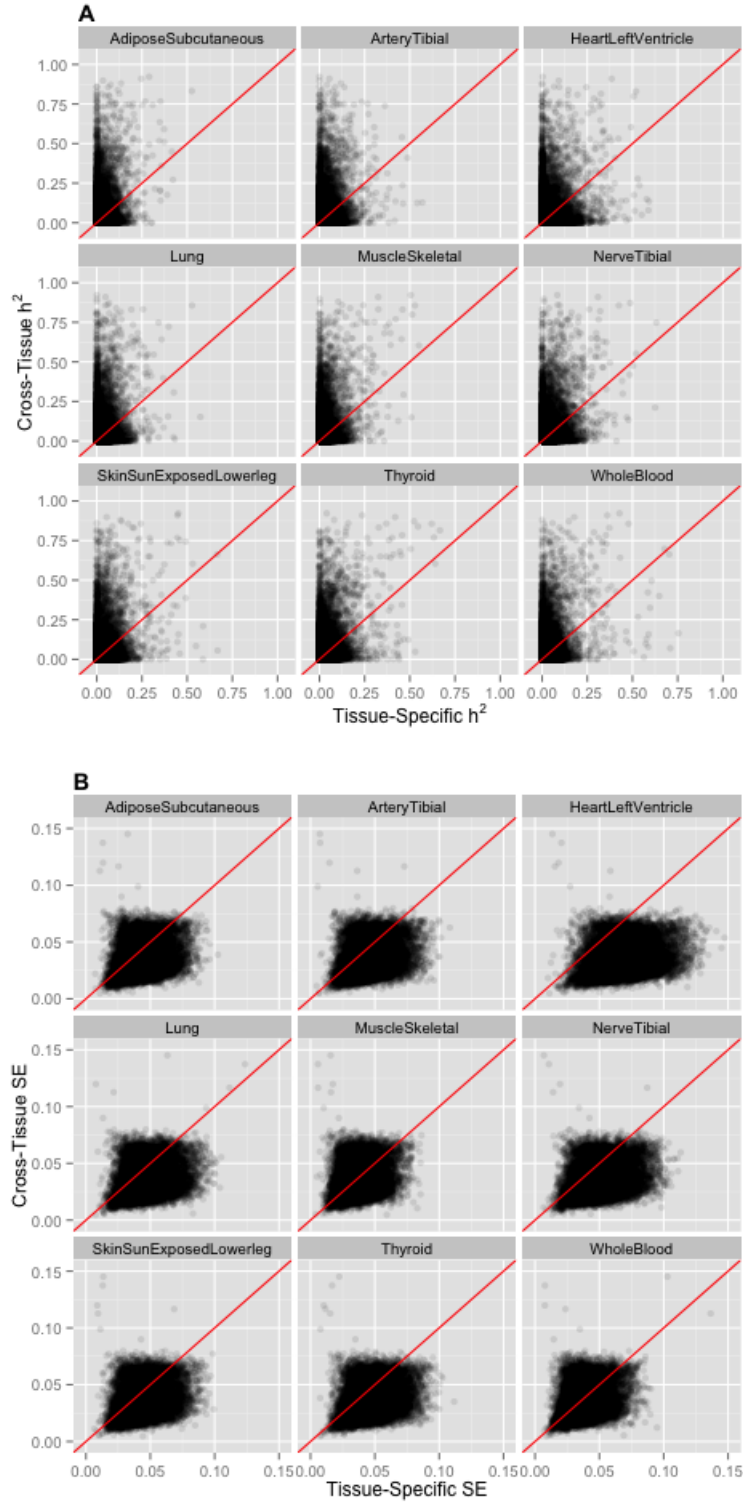 A
AdiposeSubcutaneous ArteryTibial HeartLeftVentricle
1.00
0.75
0.50
0.25
0.00
Lung MuscleSkeletal NerveTibial
1.00
0.75
0.50
0.25
0.00
Cross-Tissue h²
SkinSunExposedLowerleg Thyroid WholeBlood
1.00
0.75
0.50
0.25
0.00
0.00 0.25 0.50 0.75 1.00 0.00 0.25 0.50 0.75 1.00 0.00 0.25 0.50 0.75 1.00
Tissue-Specific h²
B
AdiposeSubcutaneous ArteryTibial HeartLeftVentricle
0.15
0.10
0.05
0.00
Lung MuscleSkeletal NerveTibial
0.15
0.10
0.05
0.00
Cross-Tissue SE
SkinSunExposedLowerleg Thyroid WholeBlood
0.15
0.10
0.05
0.00
0.00 0.05 0.10 0.15 0.00 0.05 0.10 0.15 0.00 0.05 0.10 0.15
Tissue-Specific SE